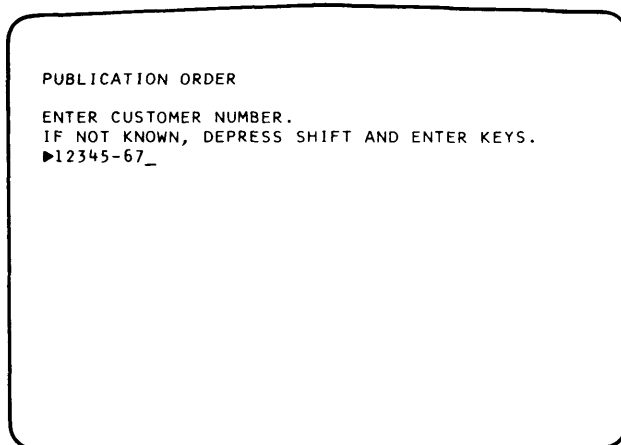 PUBLICATION ORDER
ENTER CUSTOMER NUMBER.
IF NOT KNOWN, DEPRESS SHIFT AND ENTER KEYS.
▶12345-67_